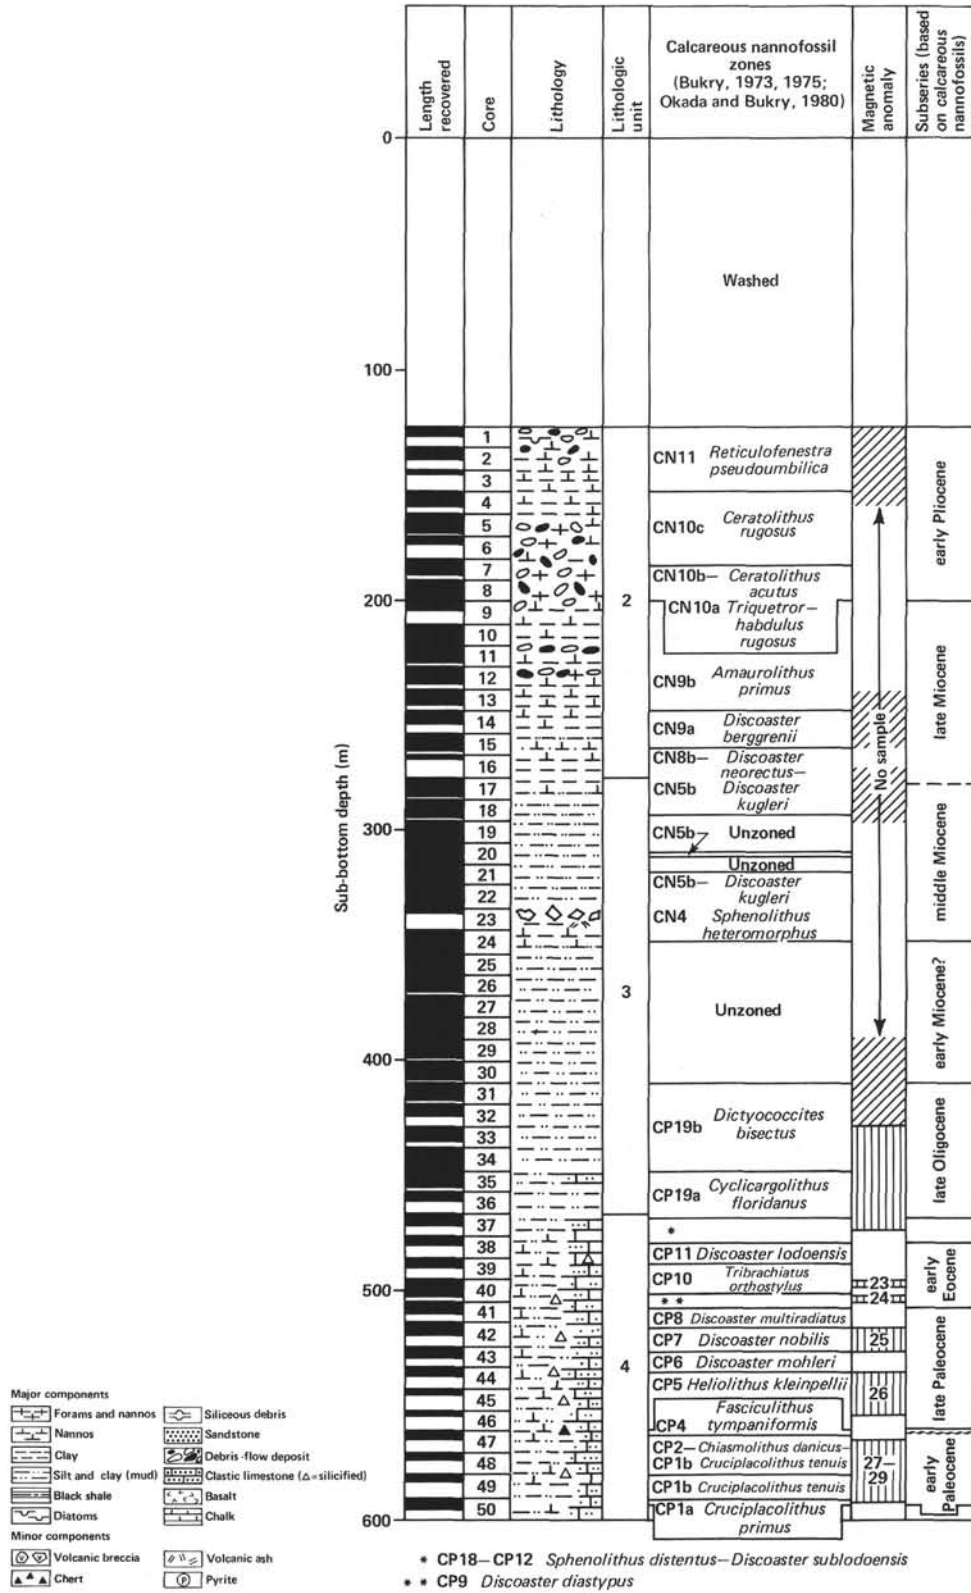 Length
recovered
Core
Lithology
Lithologic
unit
Calcareous nannofossil
zones
(Bukry, 1973, 1975;
Okada and Bukry, 1980)
Magnetic
anomaly
Subseries (based
on calcareous
nannofossils)
Sub-bottom depth (m)
0
100
200
300
400
500
600
1
2
3
4
5
6
7
8
9
10
11
12
13
14
15
16
17
18
19
20
21
22
23
24
25
26
27
28
29
30
31
32
33
34
35
36
37
38
39
40
41
42
43
44
45
46
47
48
49
50
2
3
4
Washed
CN11 Reticulofenestra
pseudoumbilica
CN10c Ceratolithus
rugosus
CN10b– Ceratolithus
acutus
CN10a Triquetror–
habdulus
rugosus
CN9b Amaurolithus
primus
CN9a Discoaster
berggrenii
CN8b– Discoaster
neorectus–
CN5b Discoaster
kugleri
CN5b Unzoned
Unzoned
CN5b– Discoaster
kugleri
CN4 Sphenolithus
heteromorphus
Unzoned
CP19b Dictyococcites
bisectus
CP19a Cyclicargolithus
floridanus
*
CP11 Discoaster lodoensis
CP10 Tribrachiatus
orthostylus
* *
CP8 Discoaster multiradiatus
CP7 Discoaster nobilis
CP6 Discoaster mohleri
CP5 Heliolithus kleinpellii
Fasciculithus
CP4 tympaniformis
CP2– Chiasmolithus danicus–
CP1b Cruciplacolithus tenuis
CP1b Cruciplacolithus tenuis
CP1a Cruciplacolithus
primus
No sample
23
24
25
26
27–
29
early Pliocene
late Miocene
middle Miocene
early Miocene?
late Oligocene
early
Eocene
late Paleocene
early
Paleocene
Major components
Forams and nannos
Siliceous debris
Nannos
Sandstone
Clay
Debris-flow deposit
Silt and clay (mud)
Clastic limestone (△=silicified)
Black shale
Basalt
Diatoms
Chalk
Minor components
Volcanic breccia
Volcanic ash
Chert
P Pyrite
* CP18–CP12 Sphenolithus distentus–Discoaster sublodoensis
* * CP9 Discoaster diastypus